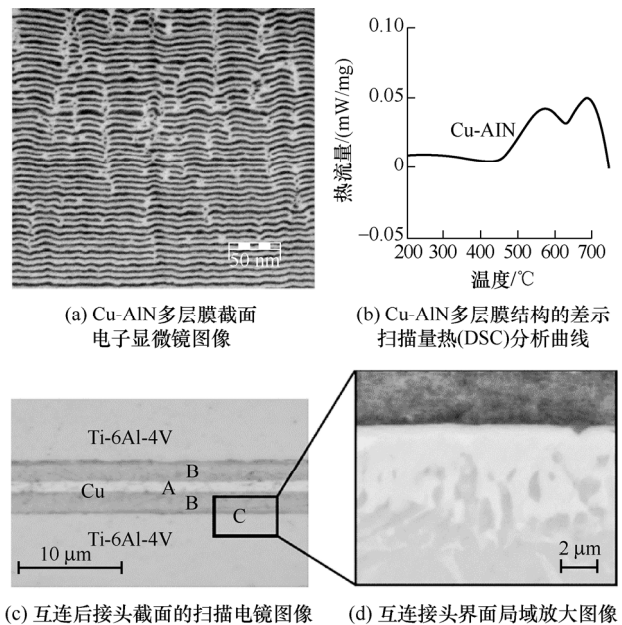 50 nm
(a) Cu-AlN多层膜截面
电子显微镜图像
0.10
0.05
0
−0.05
热流量/(mW/mg)
Cu-AlN
200 300 400 500 600 700
温度/℃
(b) Cu-AlN多层膜结构的差示
扫描量热(DSC)分析曲线
Ti-6Al-4V
B
Cu
A
B
C
Ti-6Al-4V
10 μm
(c) 互连后接头截面的扫描电镜图像
2 μm
(d) 互连接头界面局域放大图像